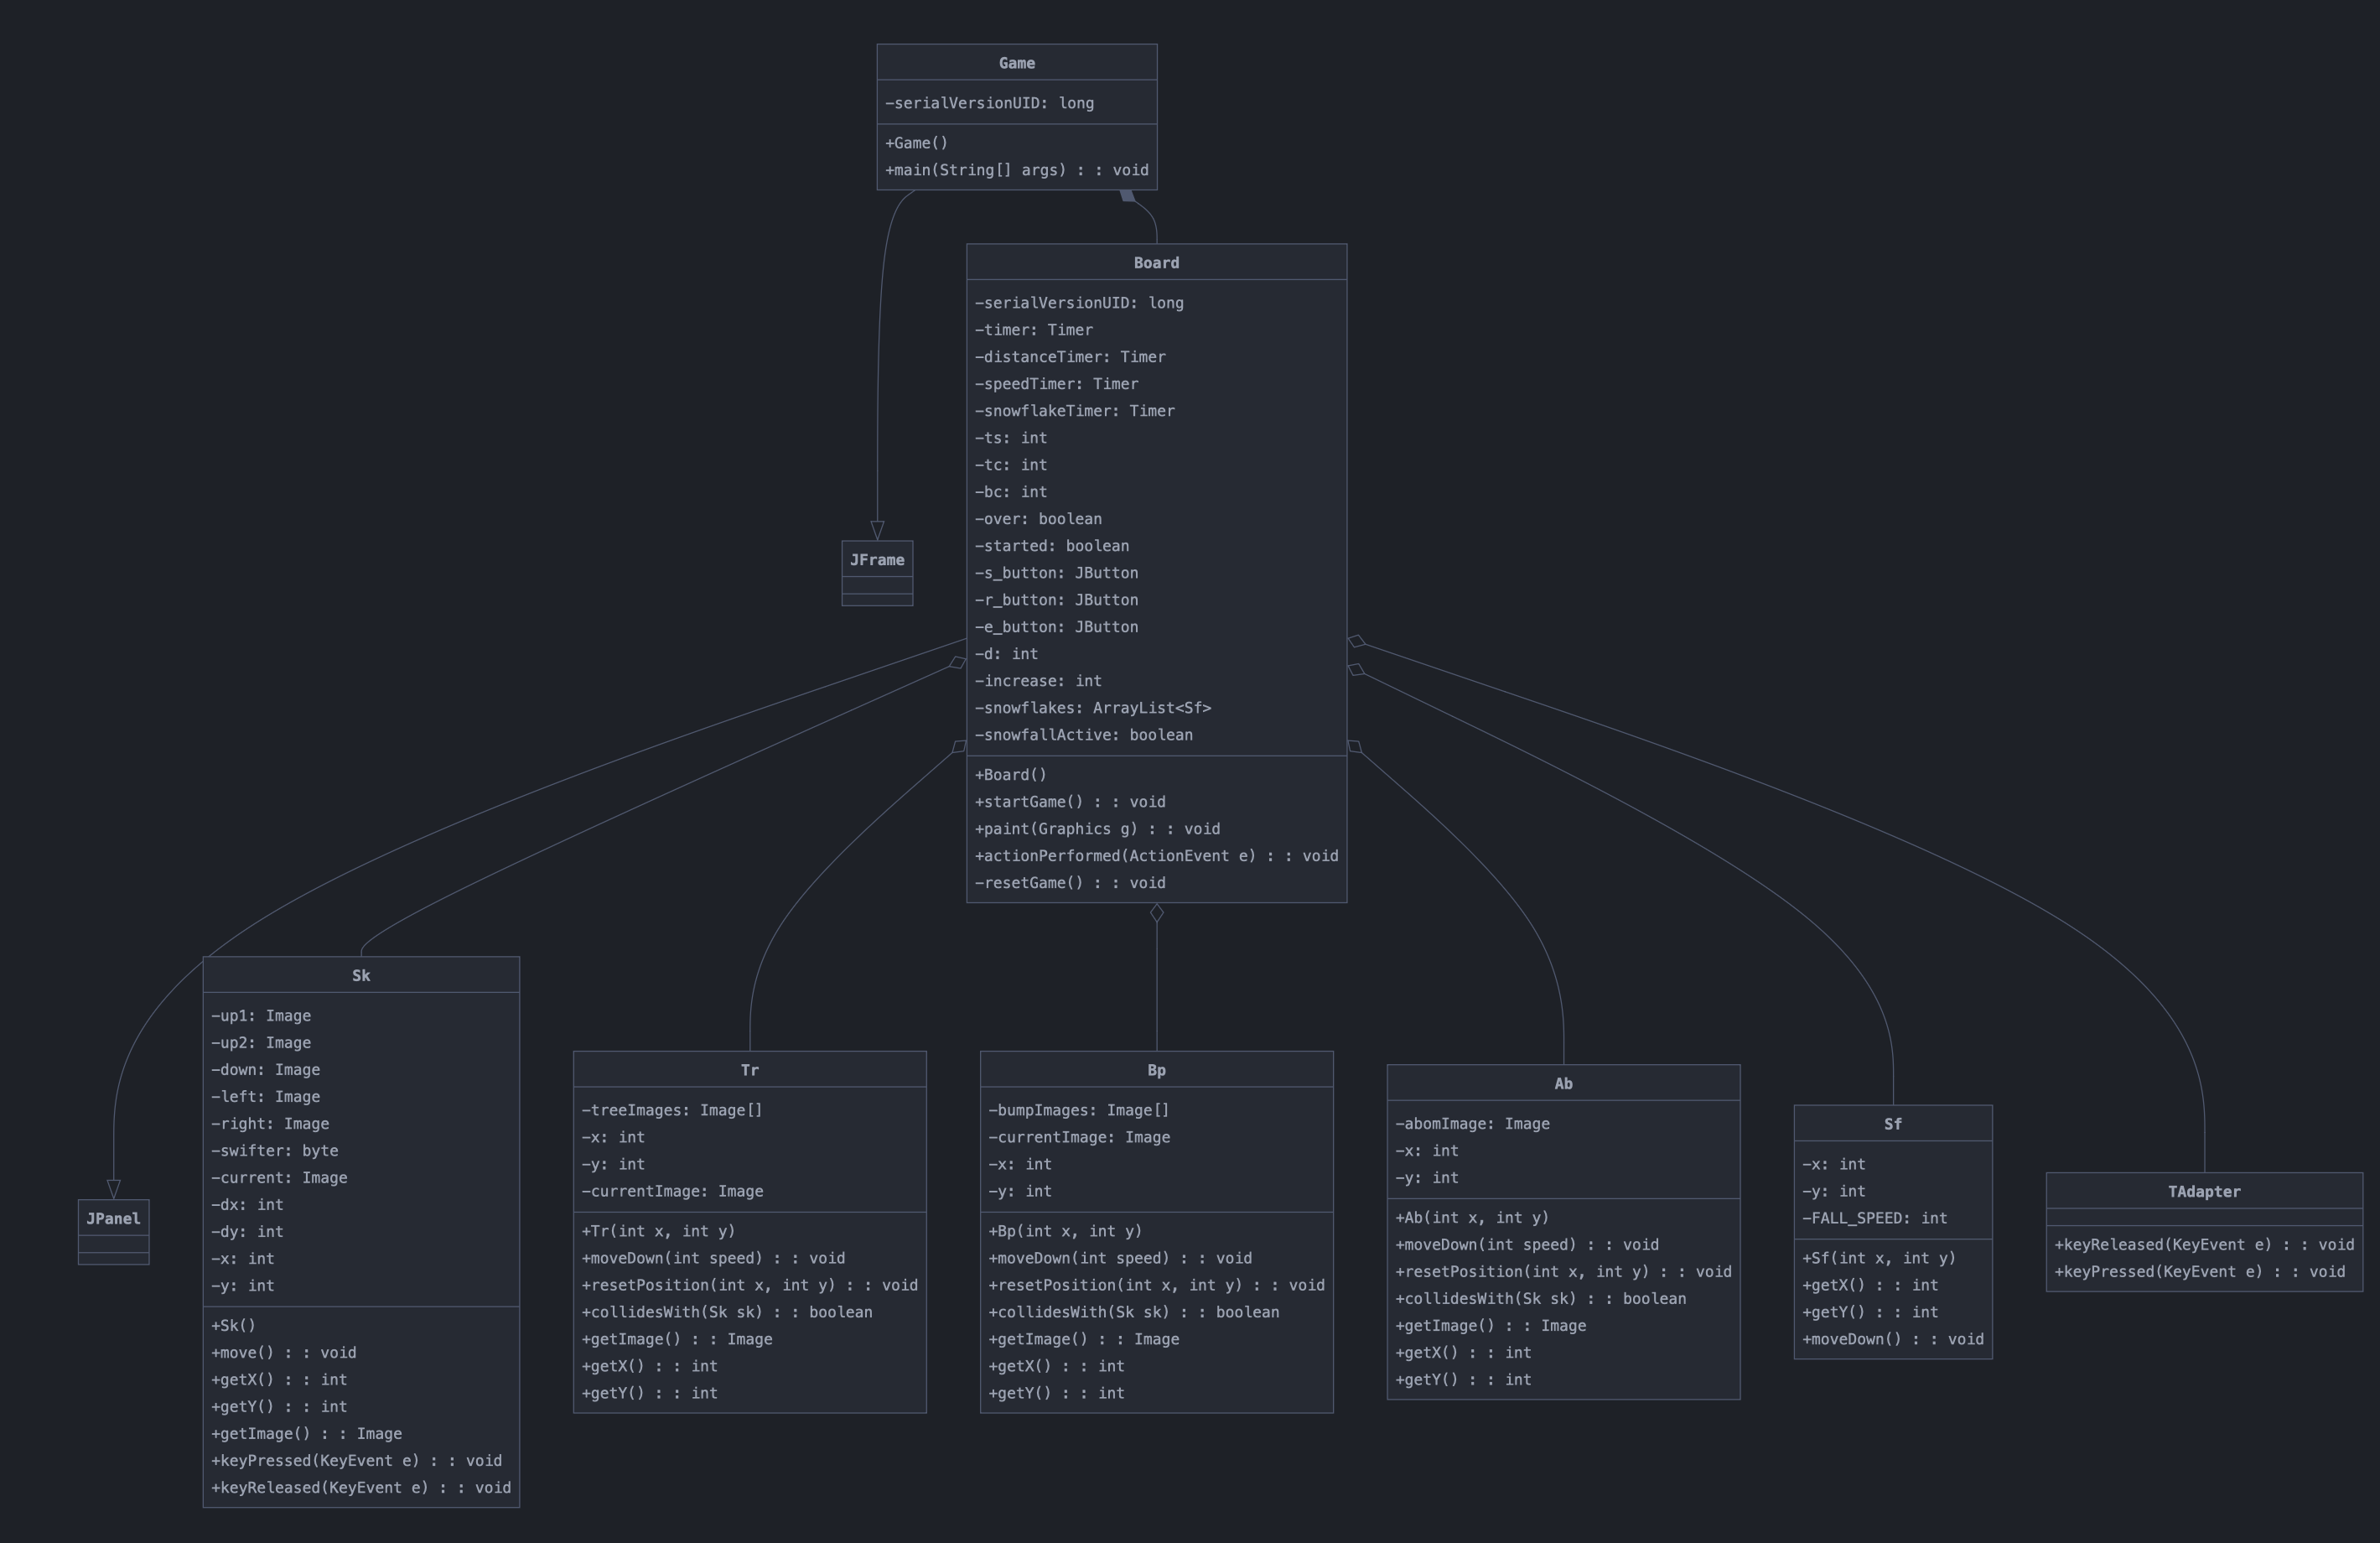 Game
-serialVersionUID: long
+Game()
+main(String[] args) : : void
Board
-serialVersionUID: long
-timer: Timer
-distanceTimer: Timer
-speedTimer: Timer
-snowflakeTimer: Timer
-ts: int
-tc: int
-bc: int
-over: boolean
-started: boolean
-s_button: JButton
-r_button: JButton
-e_button: JButton
-d: int
-increase: int
-snowflakes: ArrayList<Sf>
-snowfallActive: boolean
+Board()
+startGame() : : void
+paint(Graphics g) : : void
+actionPerformed(ActionEvent e) : : void
-resetGame() : : void
JFrame
JPanel
Sk
-up1: Image
-up2: Image
-down: Image
-left: Image
-right: Image
-swifter: byte
-current: Image
-dx: int
-dy: int
-x: int
-y: int
+Sk()
+move() : : void
+getX() : : int
+getY() : : int
+getImage() : : Image
+keyPressed(KeyEvent e) : : void
+keyReleased(KeyEvent e) : : void
Tr
-treeImages: Image[]
-x: int
-y: int
-currentImage: Image
+Tr(int x, int y)
+moveDown(int speed) : : void
+resetPosition(int x, int y) : : void
+collidesWith(Sk sk) : : boolean
+getImage() : : Image
+getX() : : int
+getY() : : int
Bp
-bumpImages: Image[]
-currentImage: Image
-x: int
-y: int
+Bp(int x, int y)
+moveDown(int speed) : : void
+resetPosition(int x, int y) : : void
+collidesWith(Sk sk) : : boolean
+getImage() : : Image
+getX() : : int
+getY() : : int
Ab
-abomImage: Image
-x: int
-y: int
+Ab(int x, int y)
+moveDown(int speed) : : void
+resetPosition(int x, int y) : : void
+collidesWith(Sk sk) : : boolean
+getImage() : : Image
+getX() : : int
+getY() : : int
Sf
-x: int
-y: int
-FALL_SPEED: int
+Sf(int x, int y)
+getX() : : int
+getY() : : int
+moveDown() : : void
TAdapter
+keyReleased(KeyEvent e) : : void
+keyPressed(KeyEvent e) : : void